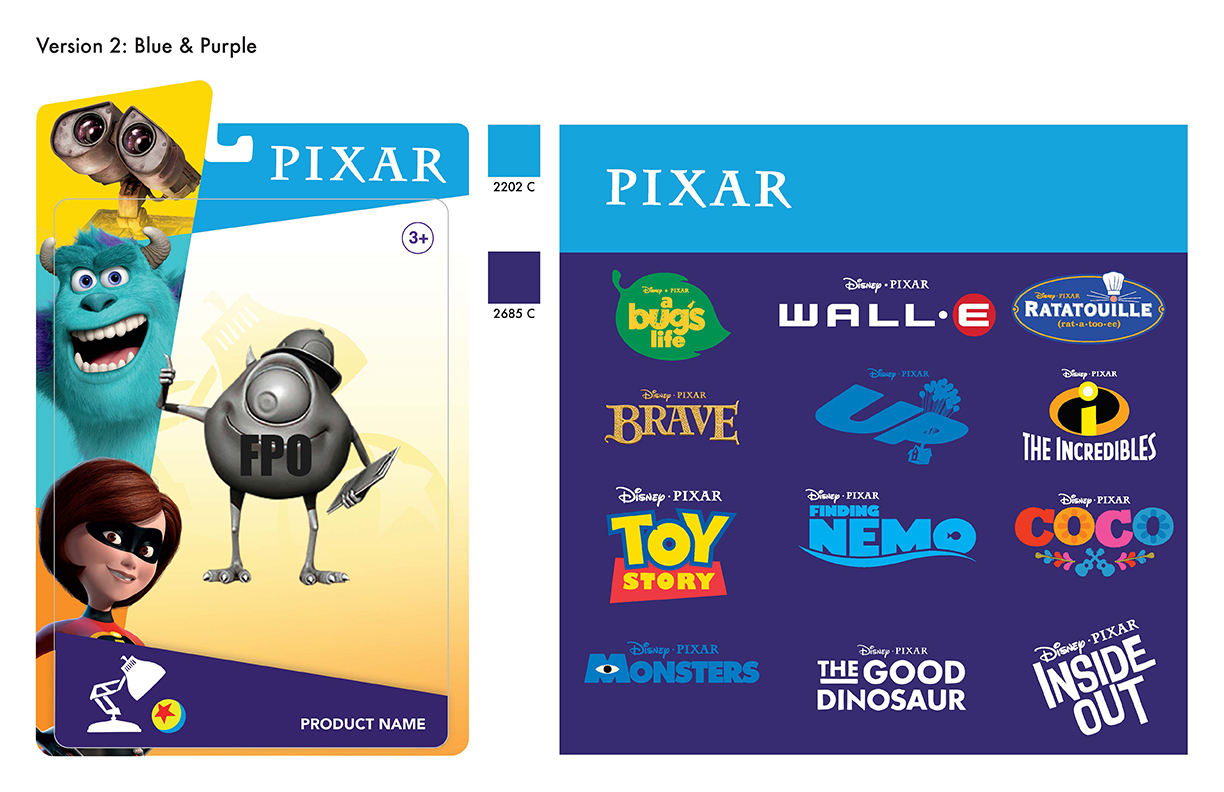 Version 2: Blue & Purple
PIXAR
3+
FPO
PRODUCT NAME
2202 C
2685 C
PIXAR
Disney • PIXAR
a
bug's
life
Disney • PIXAR
WALL•E
Disney • PIXAR
RATATOUILLE
(rat•a•too•ee)
Disney • PIXAR
BRAVE
Disney • PIXAR
UP
Disney • PIXAR
i
THE INCREDIBLES
Disney • PIXAR
TOY
STORY
Disney • PIXAR
FINDING
NEMO
Disney • PIXAR
COCO
Disney • PIXAR
MONSTERS
Disney • PIXAR
THE GOOD
DINOSAUR
Disney • PIXAR
INSIDE
OUT